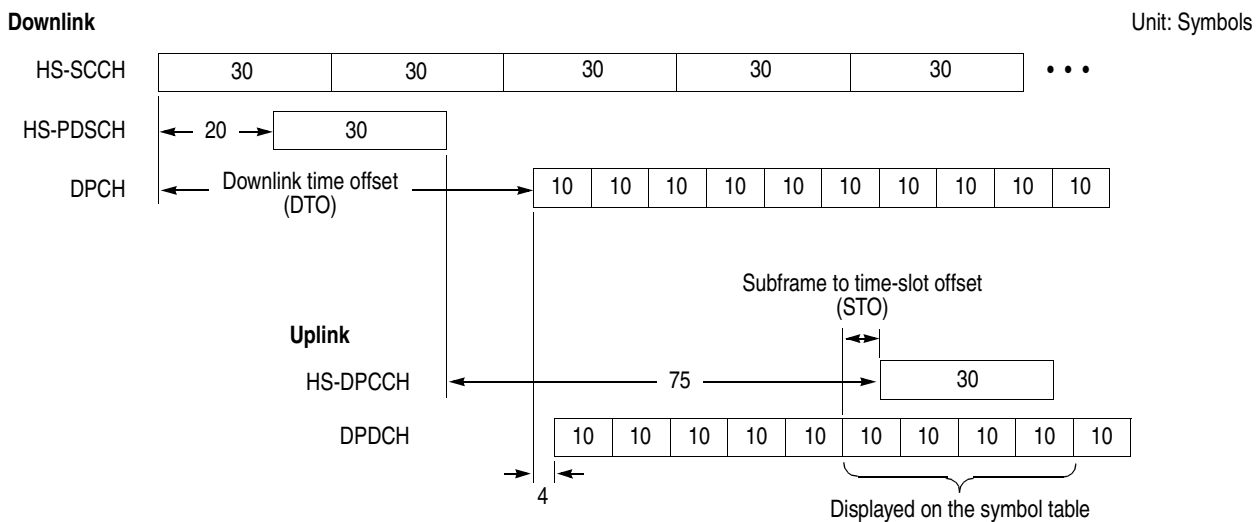 Downlink
Unit: Symbols
HS-SCCH 30 30 30 30 30 • • •
HS-PDSCH 20 30
DPCH Downlink time offset 10 10 10 10 10 10 10 10 10 10
(DTO)
Subframe to time-slot offset
(STO)
Uplink
HS-DPCCH 75 30
DPDCH 10 10 10 10 10 10 10 10 10 10
4
Displayed on the symbol table